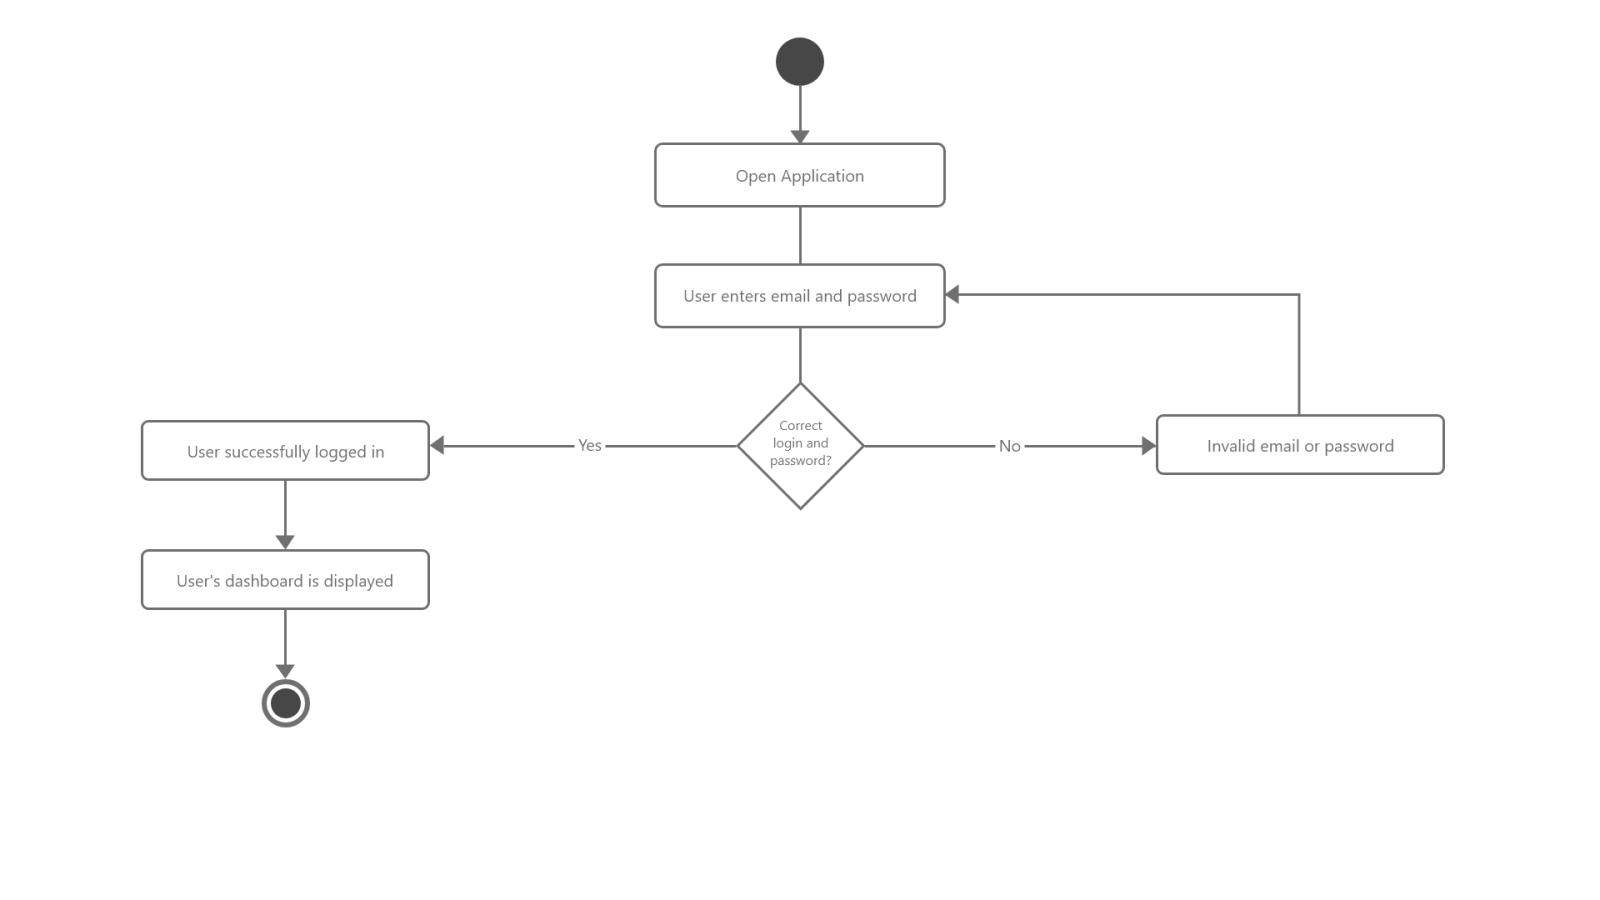 Open Application
User enters email and password
Correct
login and
password?
Yes
No
User successfully logged in
Invalid email or password
User's dashboard is displayed